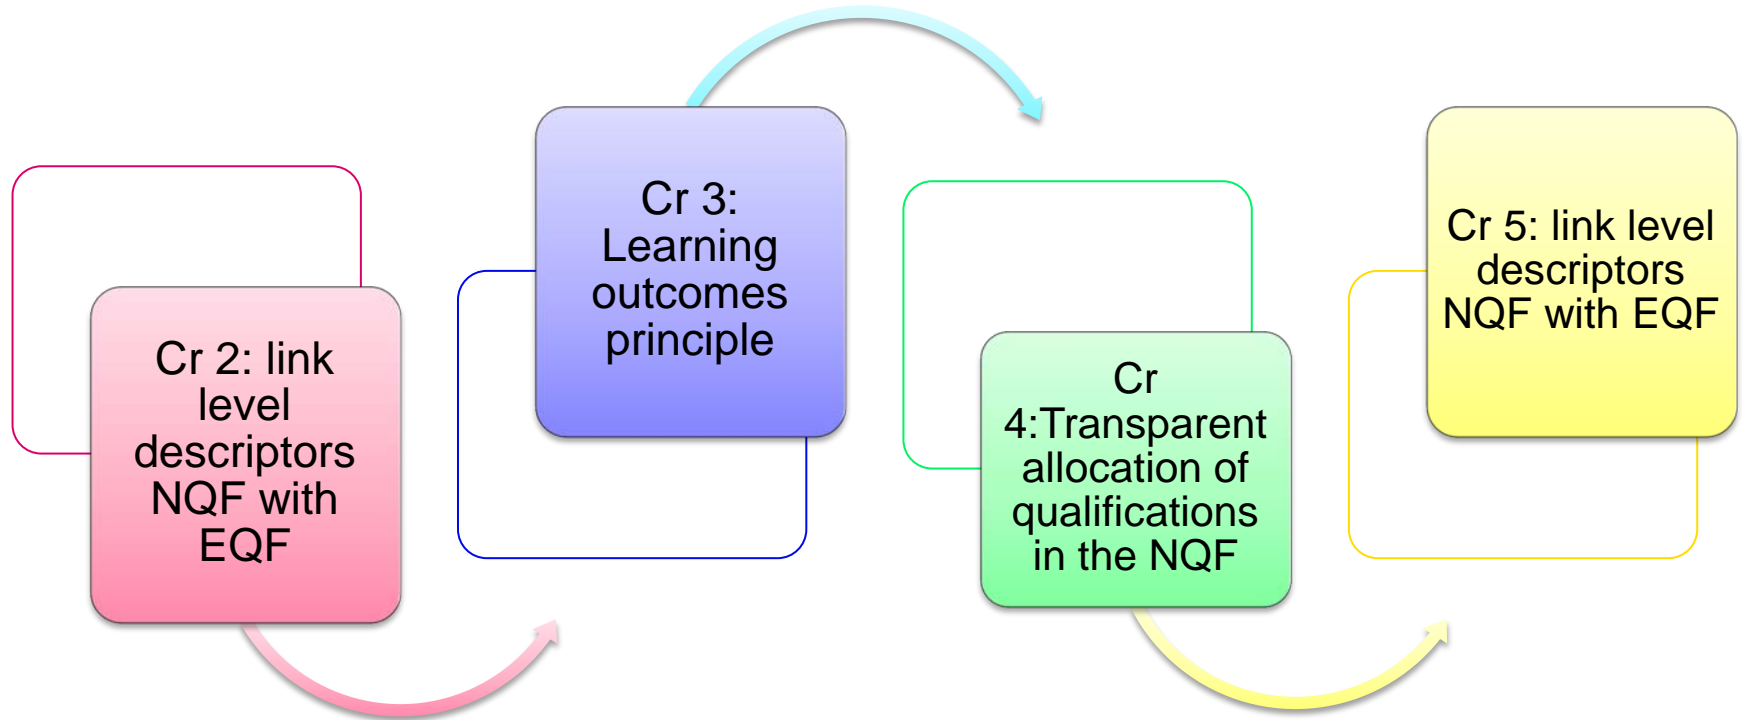 Cr 2: link
level
descriptors
NQF with
EQF
Cr 3:
Learning
outcomes
principle
Cr
4:Transparent
allocation of
qualifications
in the NQF
Cr 5: link level
descriptors
NQF with EQF